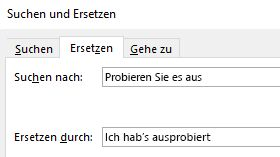 Suchen und Ersetzen
Suchen Ersetzen Gehe zu
Suchen nach: Probieren Sie es aus
Ersetzen durch: Ich hab's ausprobiert